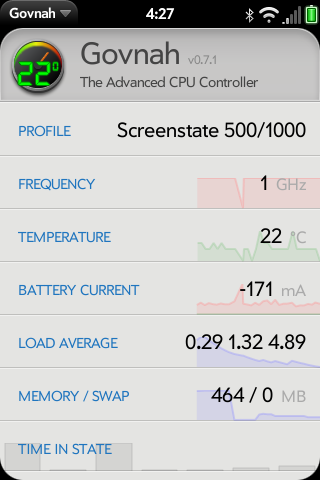 Govnah 4:27
22°
Govnah v0.7.1
The Advanced CPU Controller
PROFILE Screenstate 500/1000
FREQUENCY 1 GHz
TEMPERATURE 22 °C
BATTERY CURRENT -171 mA
LOAD AVERAGE 0.29 1.32 4.89
MEMORY / SWAP 464 / 0 MB
TIME IN STATE